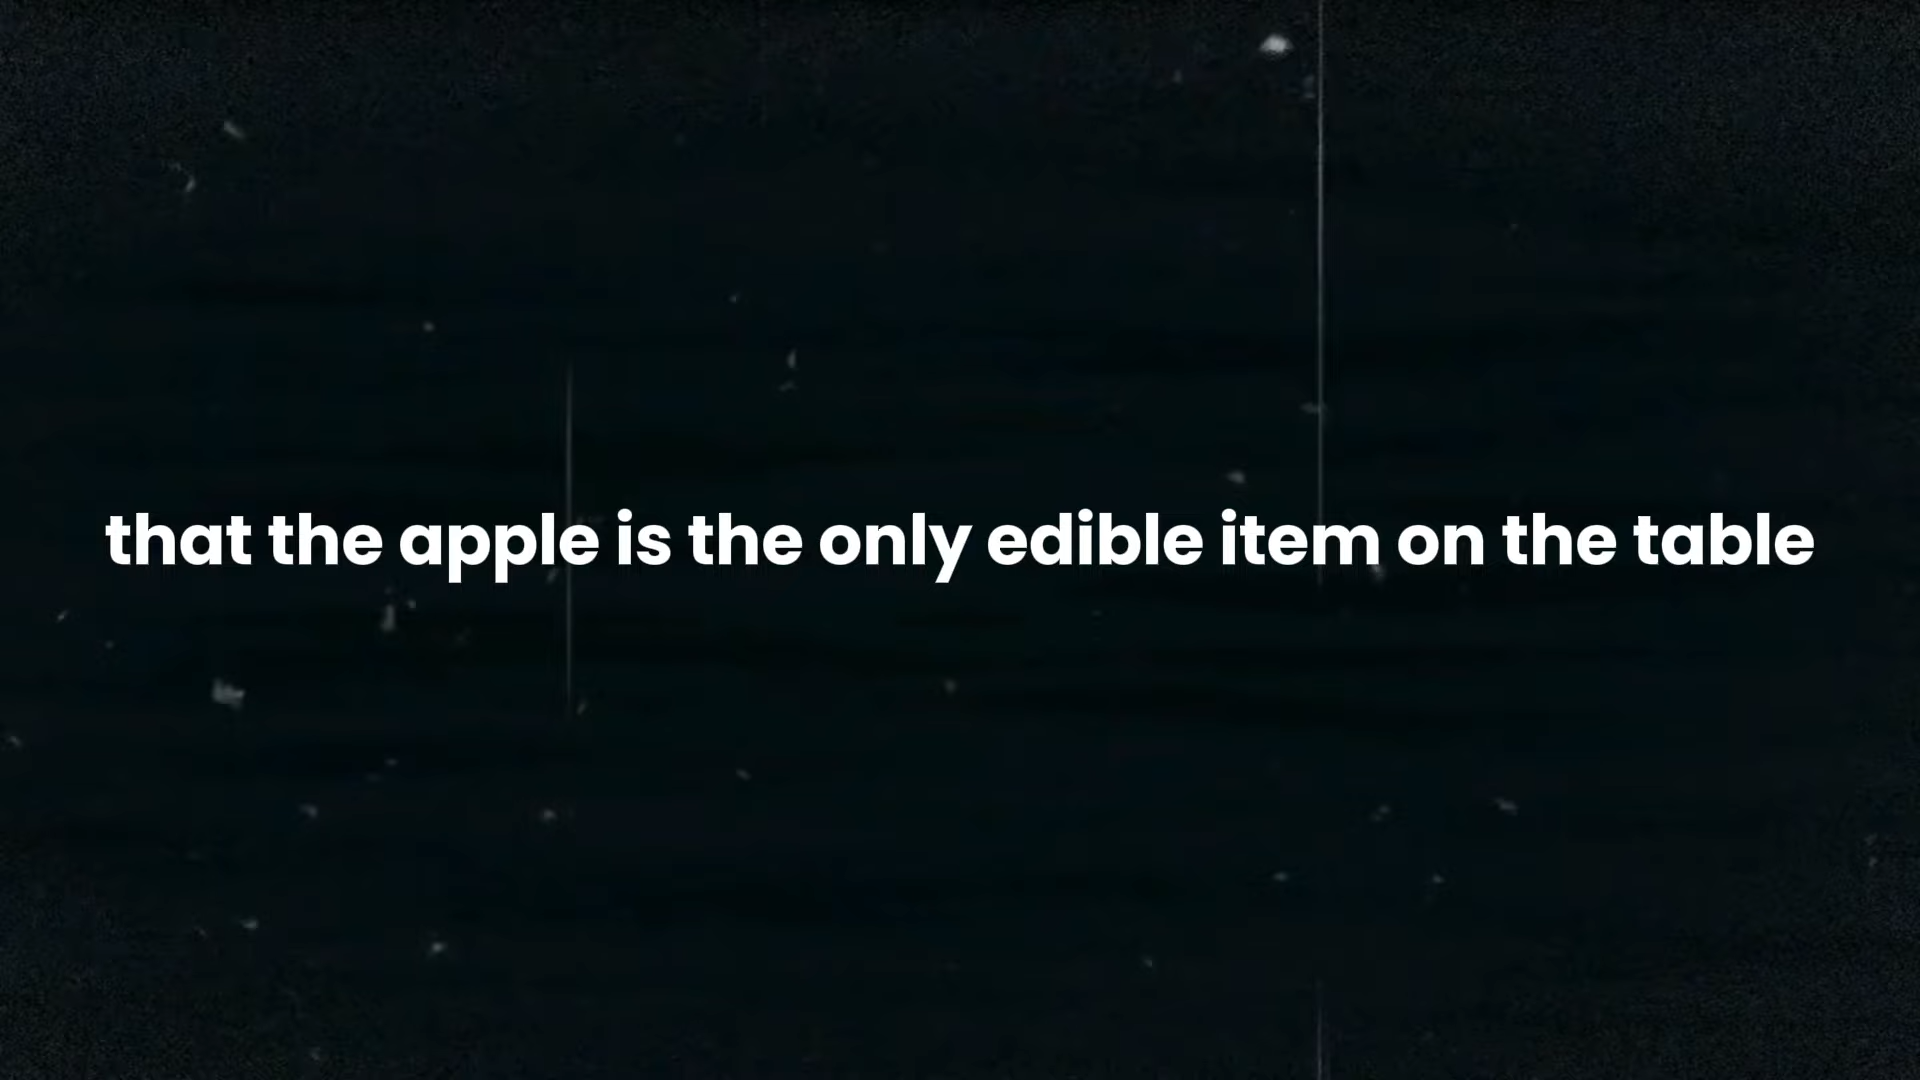 that the apple is the only edible item on the table